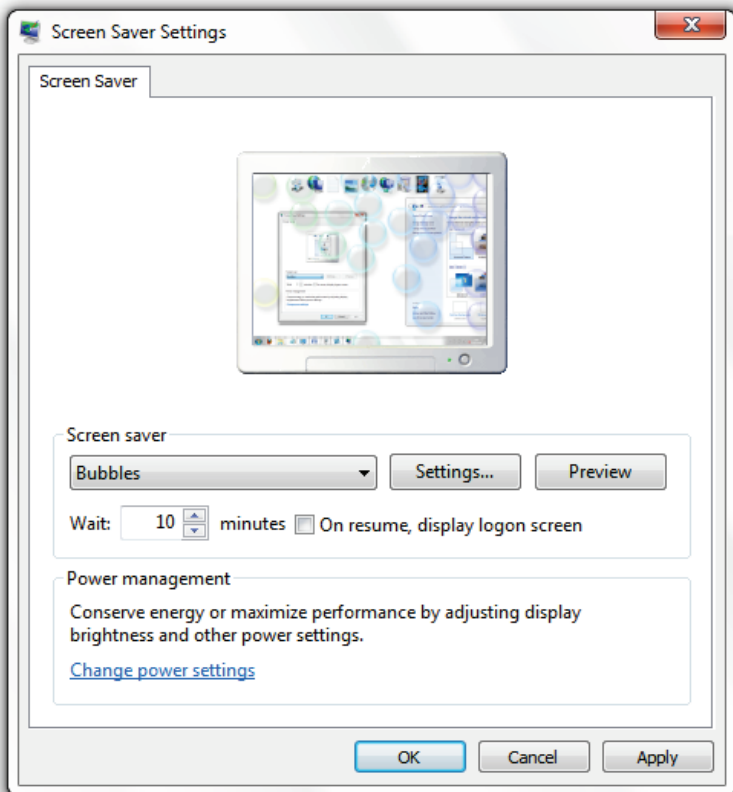 Screen Saver Settings
Screen Saver
Screen saver
Bubbles
Settings...
Preview
Wait: 10 minutes On resume, display logon screen
Power management
Conserve energy or maximize performance by adjusting display
brightness and other power settings.
Change power settings
OK Cancel Apply